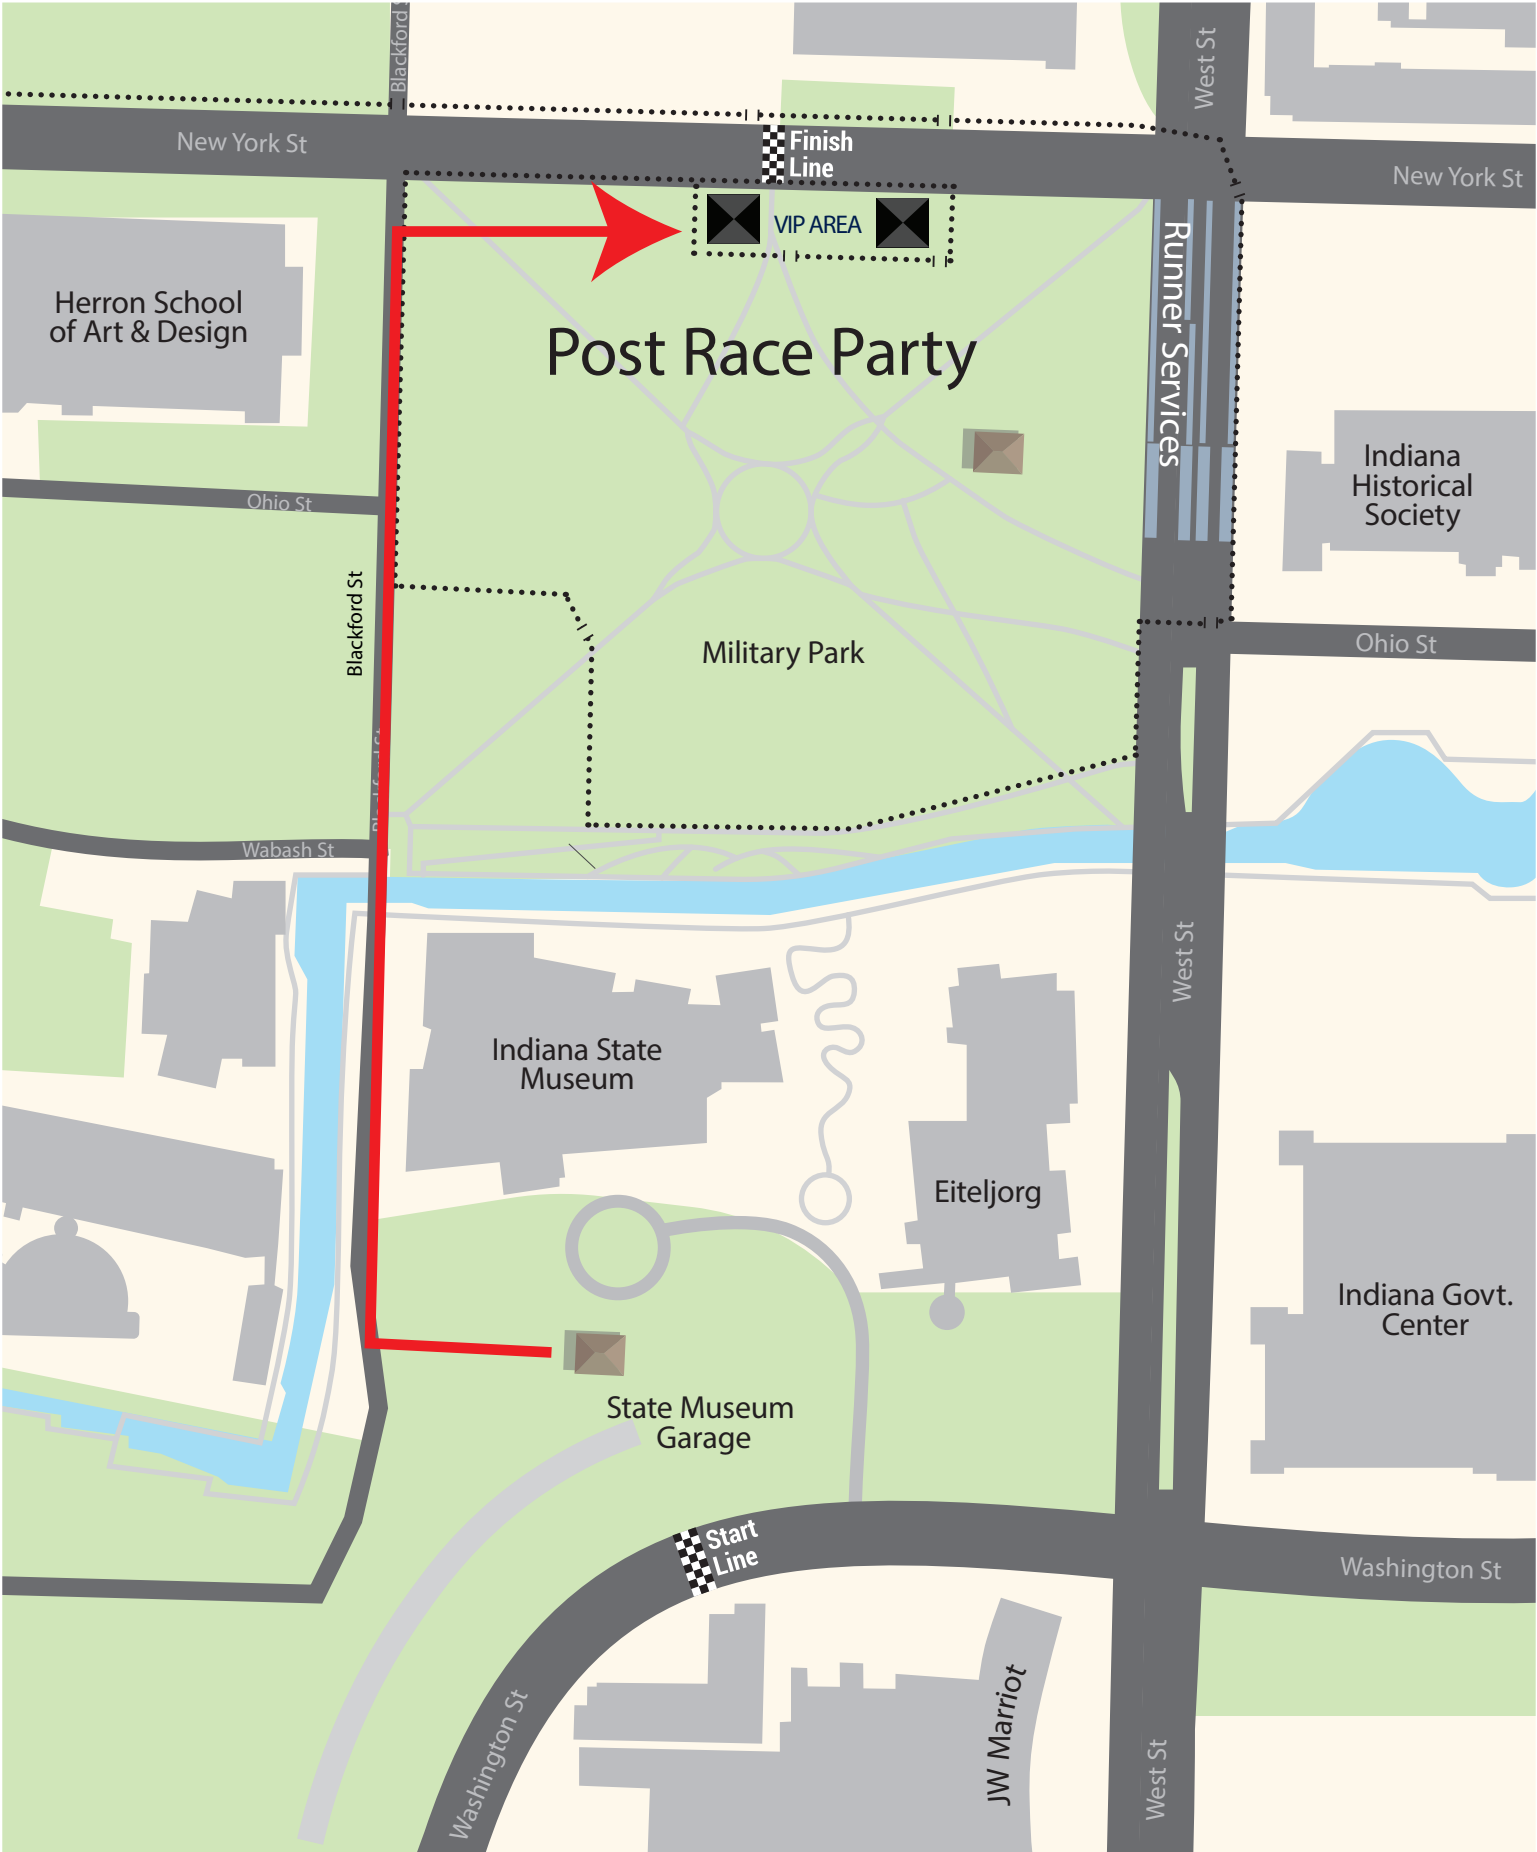 Blackford S
West St
New York St
Finish
Line
New York St
VIP AREA
Runner Services
Herron School
of Art & Design
Post Race Party
Indiana
Historical
Society
Ohio St
Blackford St
Military Park
Ohio St
Blackford St
Wabash St
West St
Indiana State
Museum
Eiteljorg
Indiana Govt.
Center
State Museum
Garage
Start
Line
Washington St
JW Marriot
Washington St
West St